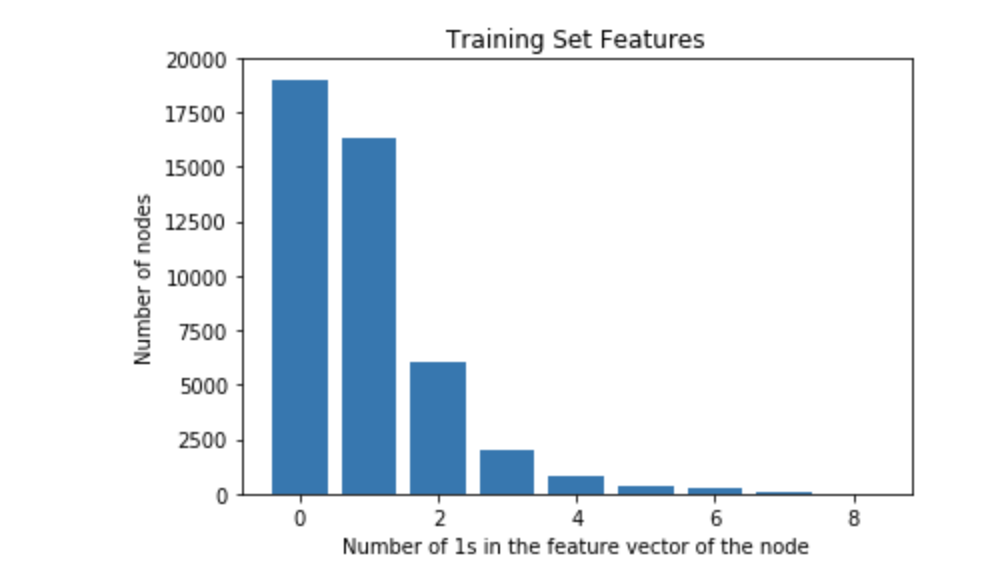 Training Set Features
20000
17500
15000
12500
10000
7500
5000
2500
0
Number of nodes
0 2 4 6 8
Number of 1s in the feature vector of the node